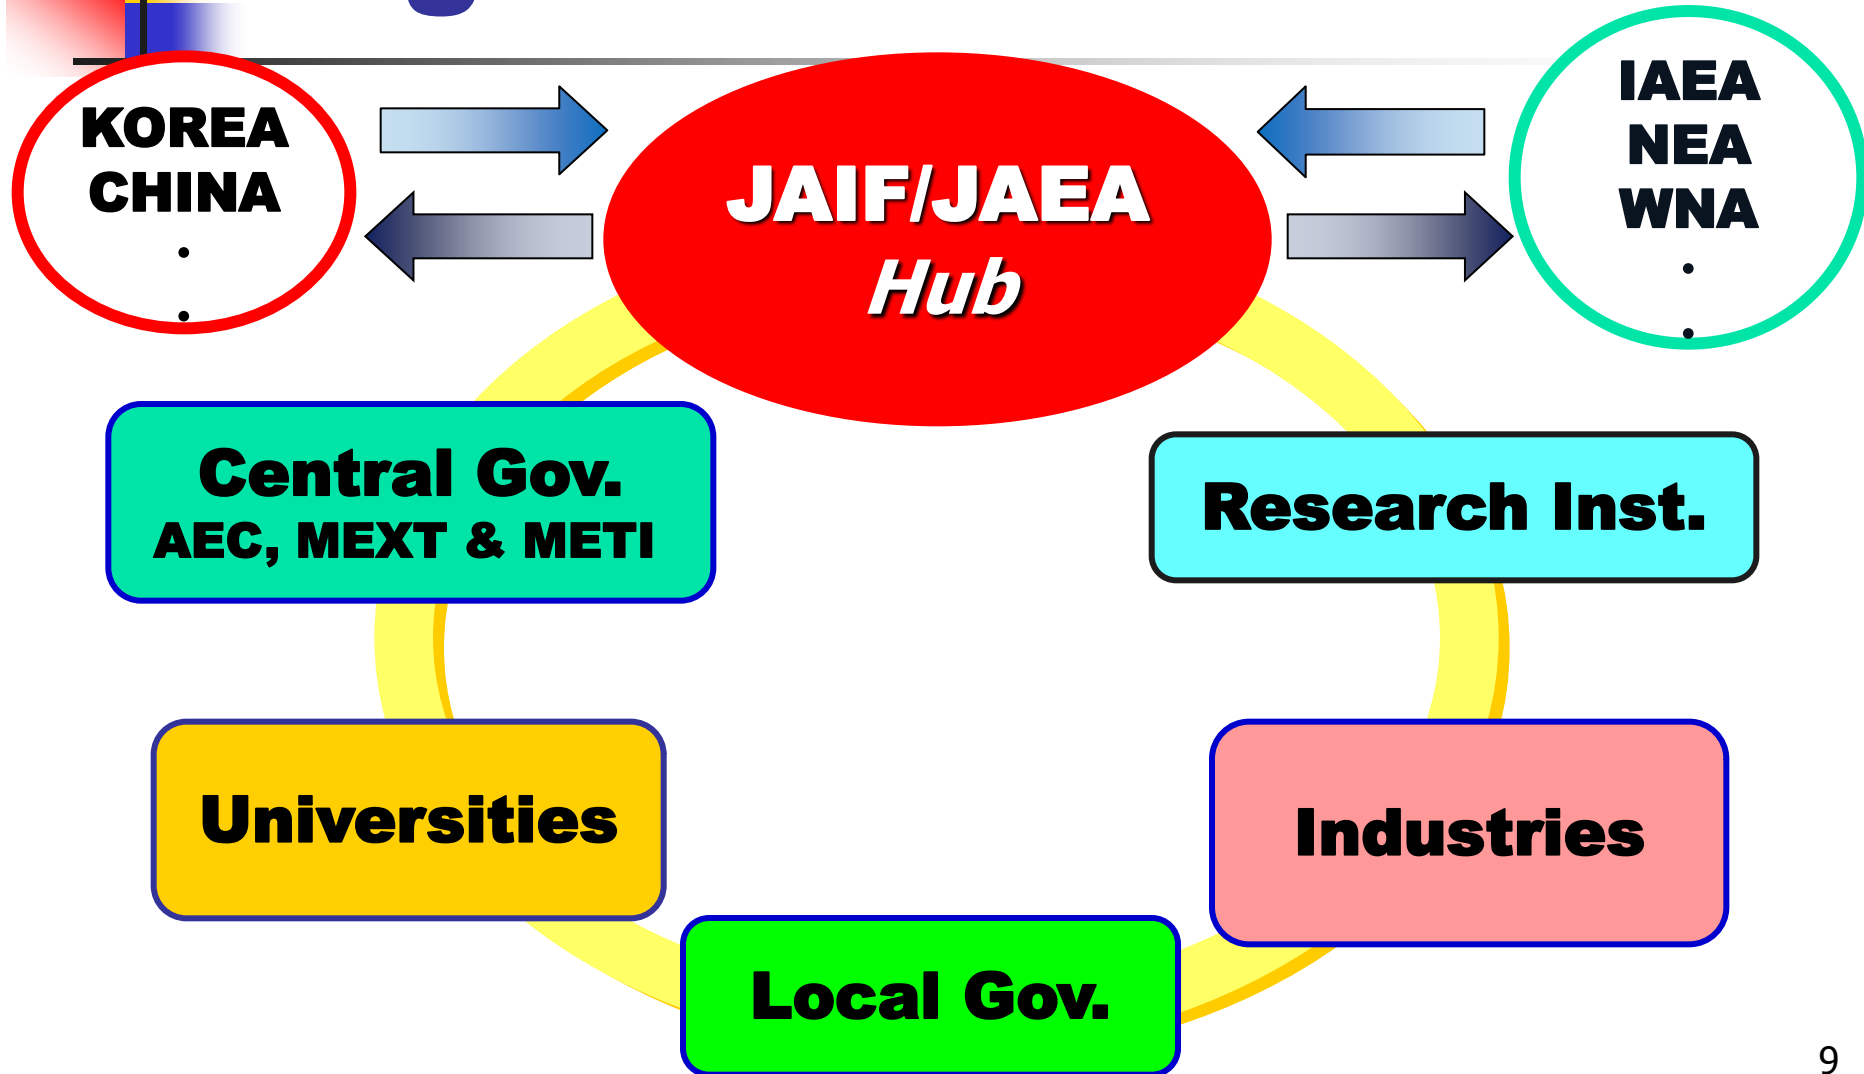 KOREA
CHINA
•
•
JAIF/JAEA
Hub
IAEA
NEA
WNA
•
•
Central Gov.
AEC, MEXT & METI
Research Inst.
Universities
Industries
Local Gov.
9